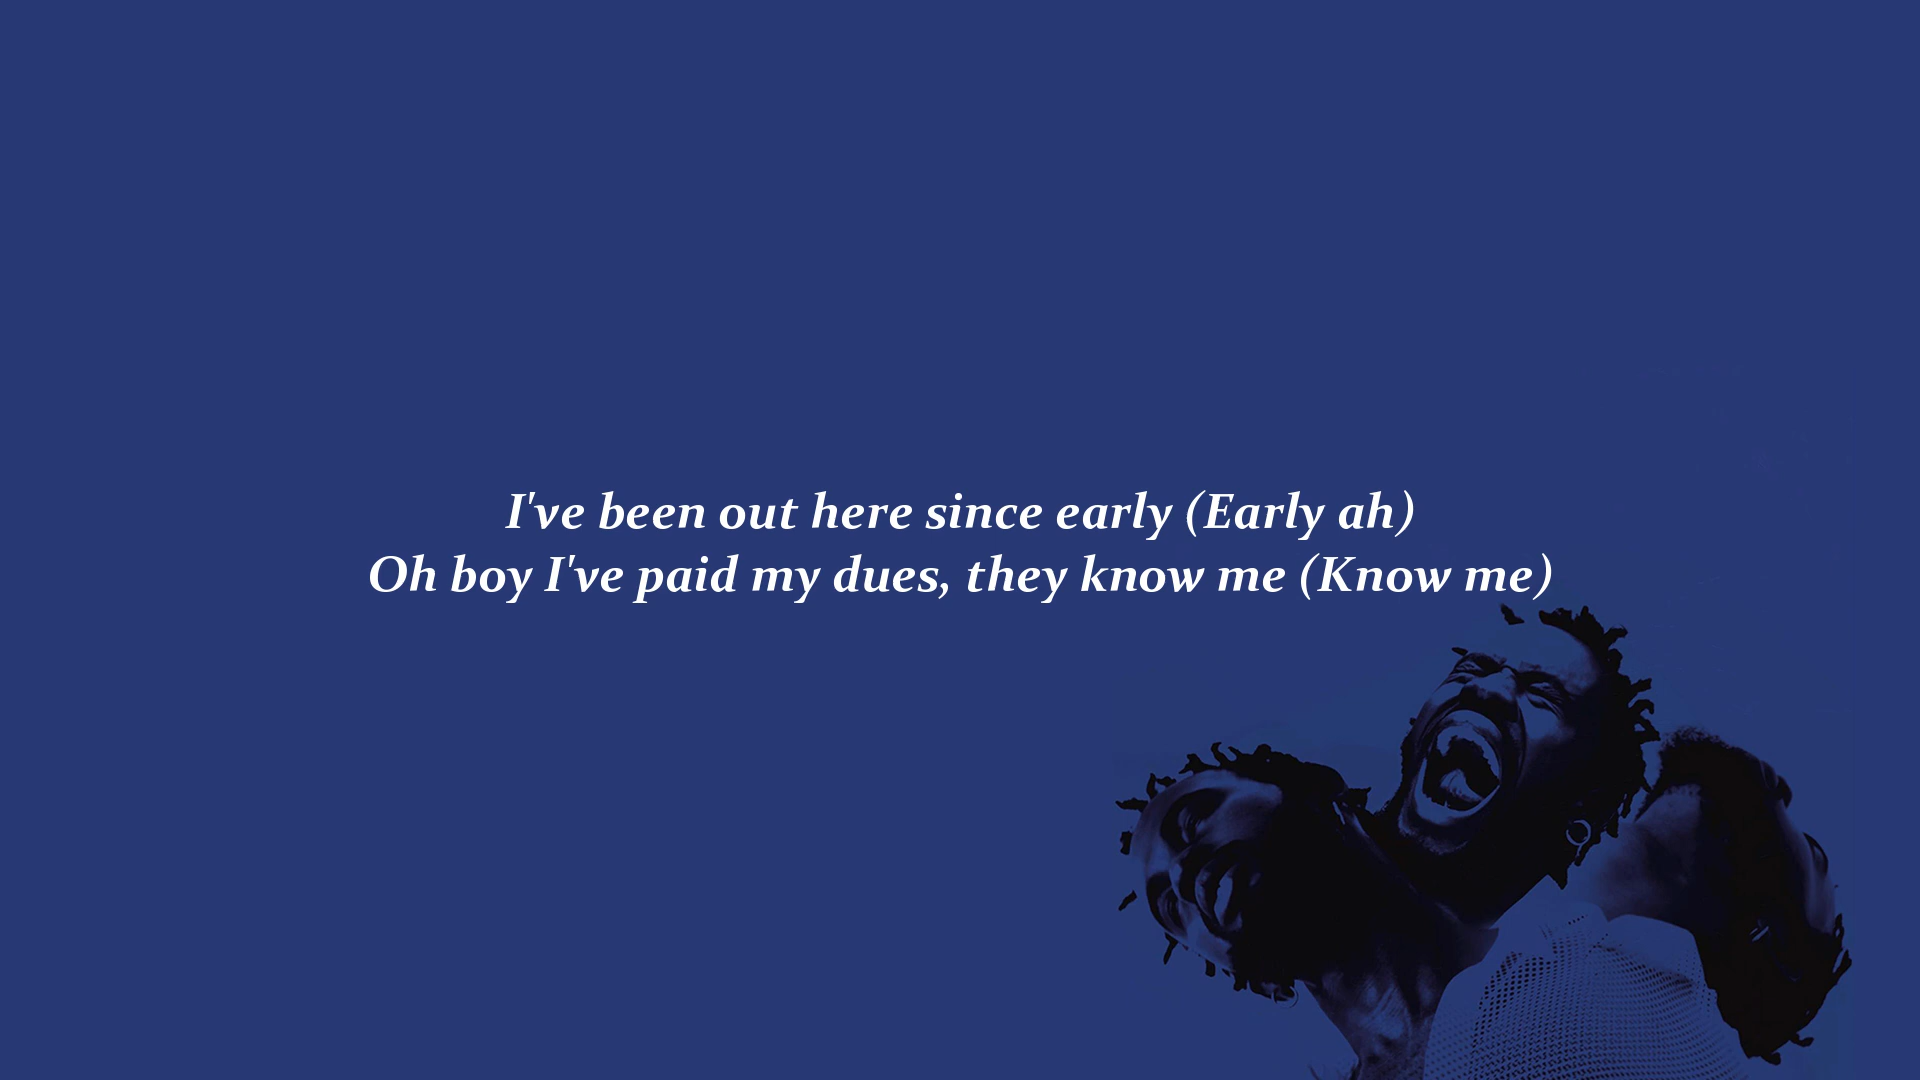 I've been out here since early (Early ah)
Oh boy I've paid my dues, they know me (Know me)